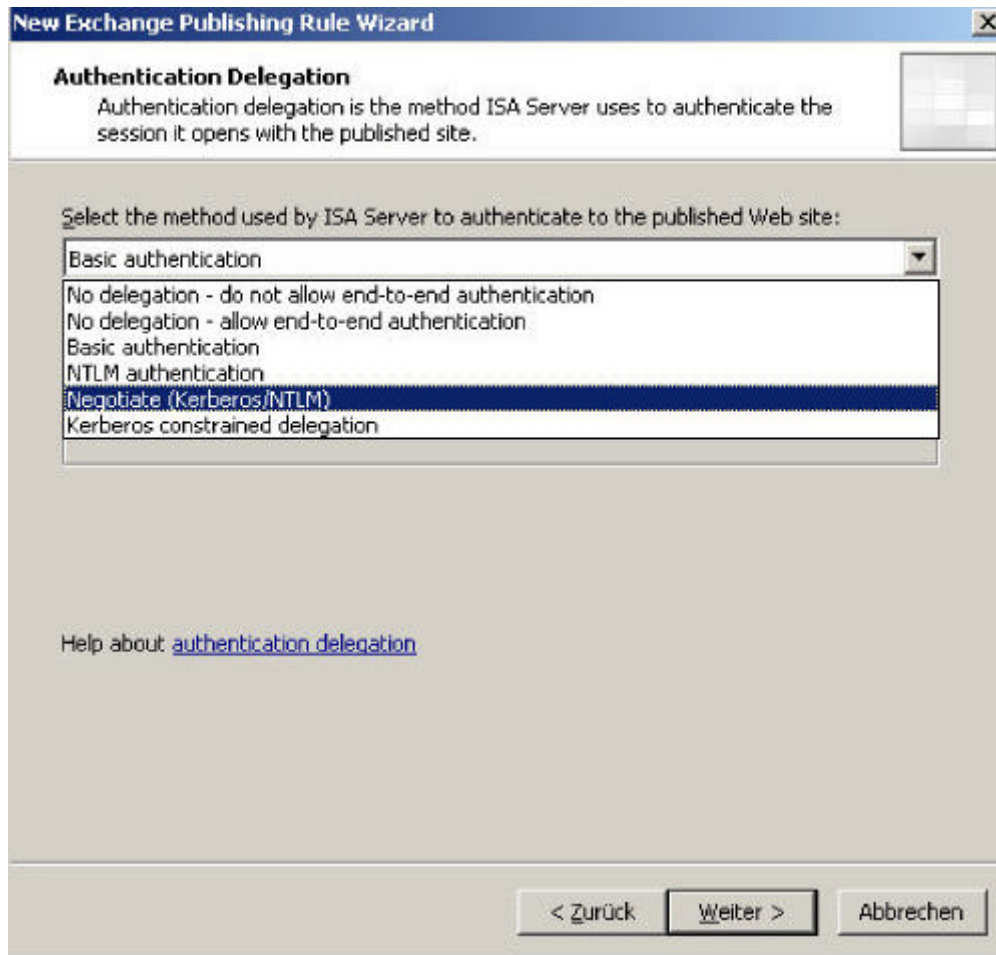 New Exchange Publishing Rule Wizard
Authentication Delegation
Authentication delegation is the method ISA Server uses to authenticate the
session it opens with the published site.
Select the method used by ISA Server to authenticate to the published Web site:
Basic authentication
No delegation - do not allow end-to-end authentication
No delegation - allow end-to-end authentication
Basic authentication
NTLM authentication
Negotiate (Kerberos/NTLM)
Kerberos constrained delegation
Help about authentication delegation
< Zurück Weiter > Abbrechen